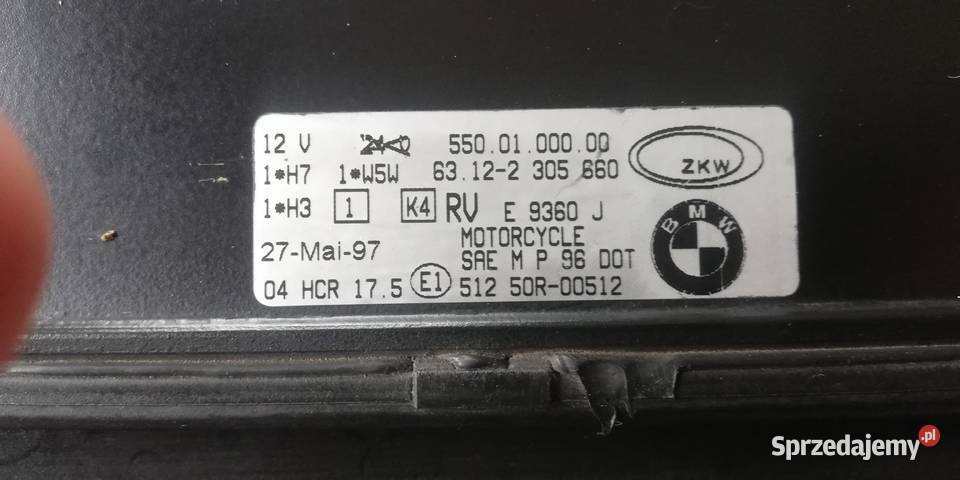 12 V 550.01.000.00
1*H7 1*W5W 63.12-2 305 660
ZKW
1*H3 1 K4 RV E 9360 J
BMW
27-Mai-97 MOTORCYCLE
SAE M P 96 DOT
04 HCR 17.5 E1 512 50R-00512
Sprzedajemy.pl